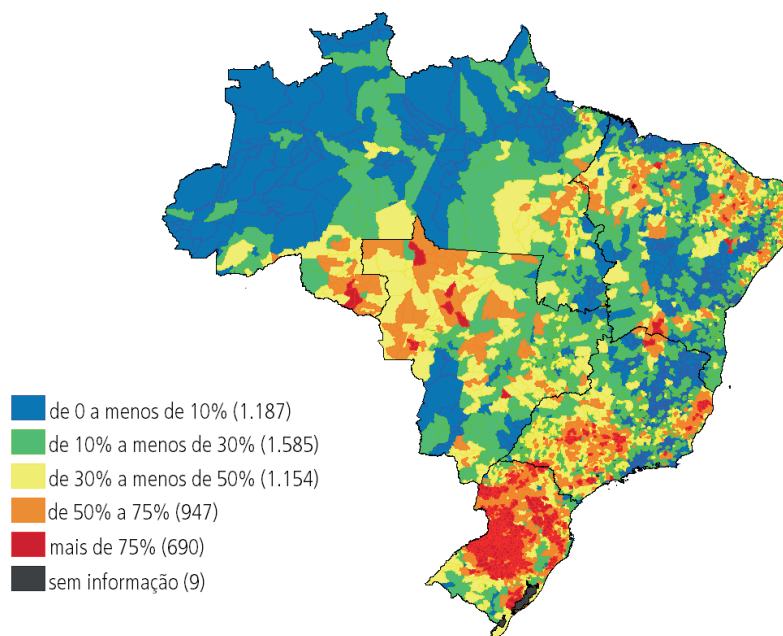 de 0 a menos de 10% (1.187)
de 10% a menos de 30% (1.585)
de 30% a menos de 50% (1.154)
de 50% a 75% (947)
mais de 75% (690)
sem informação (9)